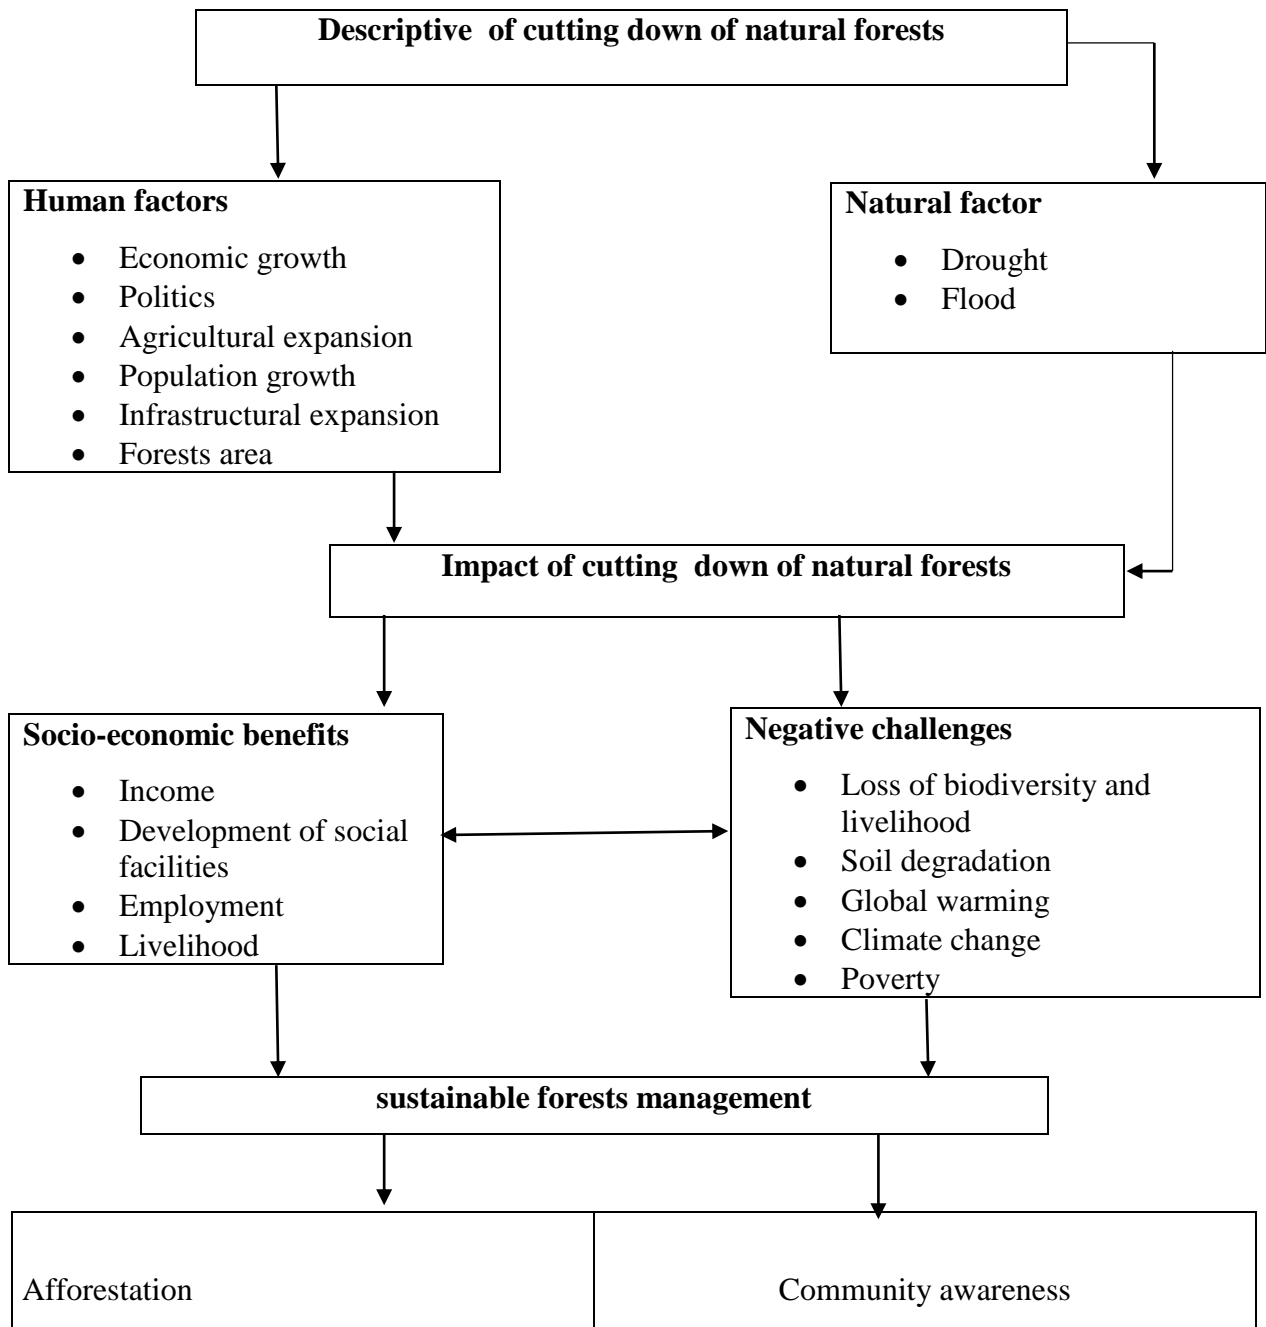 Descriptive of cutting down of natural forests
Human factors
• Economic growth
• Politics
• Agricultural expansion
• Population growth
• Infrastructural expansion
• Forests area
Natural factor
• Drought
• Flood
Impact of cutting down of natural forests
Socio-economic benefits
• Income
• Development of social
facilities
• Employment
• Livelihood
Negative challenges
• Loss of biodiversity and
livelihood
• Soil degradation
• Global warming
• Climate change
• Poverty
sustainable forests management
Afforestation
Community awareness